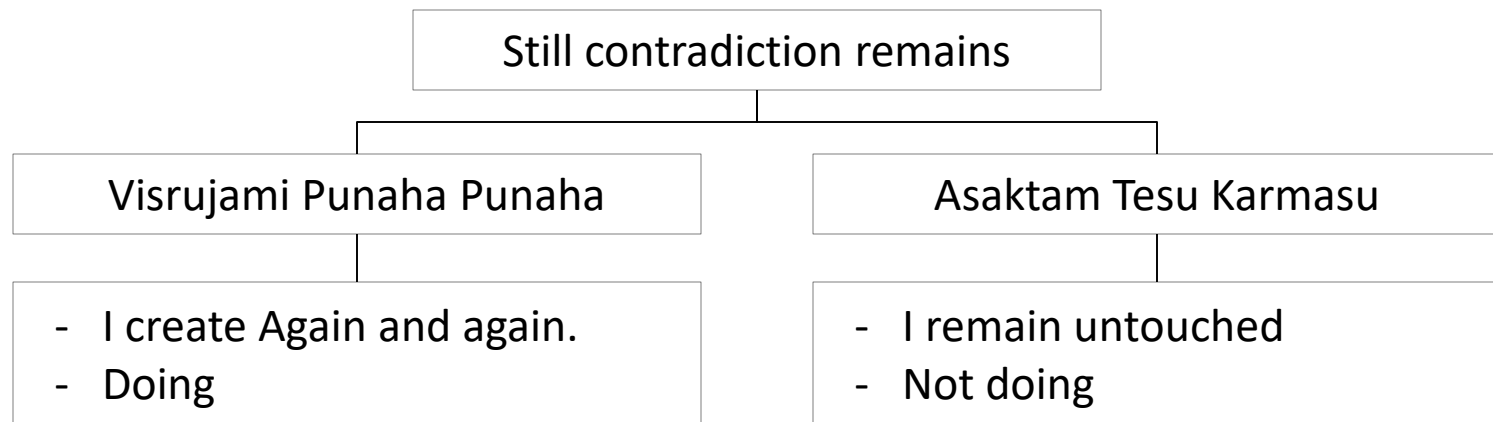 Still contradiction remains
Visrujami Punaha Punaha
Asaktam Tesu Karmasu
- I create Again and again.
- Doing
- I remain untouched
- Not doing